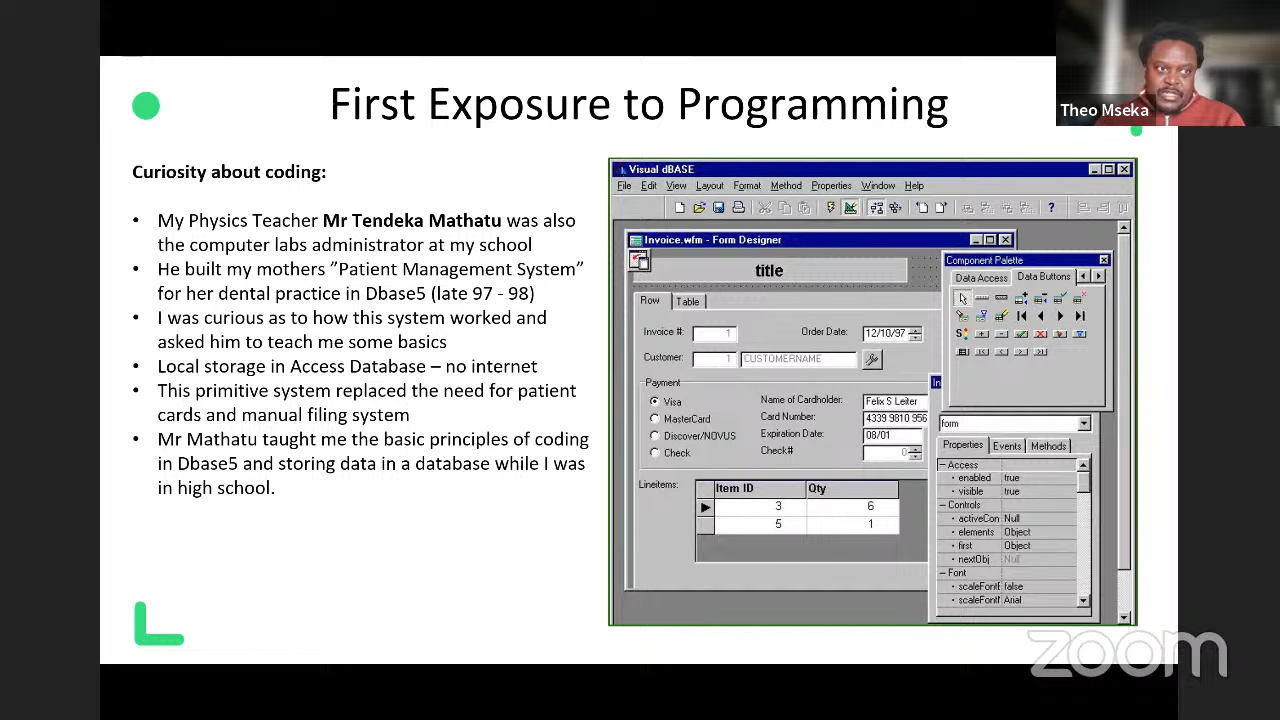 First Exposure to Programming
Theo Mseka
Curiosity about coding:
• My Physics Teacher Mr Tendeka Mathatu was also
the computer labs administrator at my school
• He built my mothers ”Patient Management System”
for her dental practice in Dbase5 (late 97 - 98)
• I was curious as to how this system worked and
asked him to teach me some basics
• Local storage in Access Database – no internet
• This primitive system replaced the need for patient
cards and manual filing system
• Mr Mathatu taught me the basic principles of coding
in Dbase5 and storing data in a database while I was
in high school.
Visual dBASE
File Edit View Layout Format Method Properties Window Help
Invoice.wfm - Form Designer
title
Row Table
Invoice #: 1 Order Date: 12/10/97
Customer: 1 CUSTOMERNAME
Payment
Visa
MasterCard
Discover/NOVUS
Check
Name of Cardholder: Felix S Leiter
Card Number: 4339 9810 956
Expiration Date: 08/01
Check# 0
Lineitems:
Item ID Qty
3 6
5 1
Component Palette
Data Access Data Buttons
In
form
Properties Events Methods
Access
enabled true
visible true
Controls
activeCon Null
elements Object
first Object
nextObj Null
Font
scaleFontE false
scaleFontN Arial
zoom